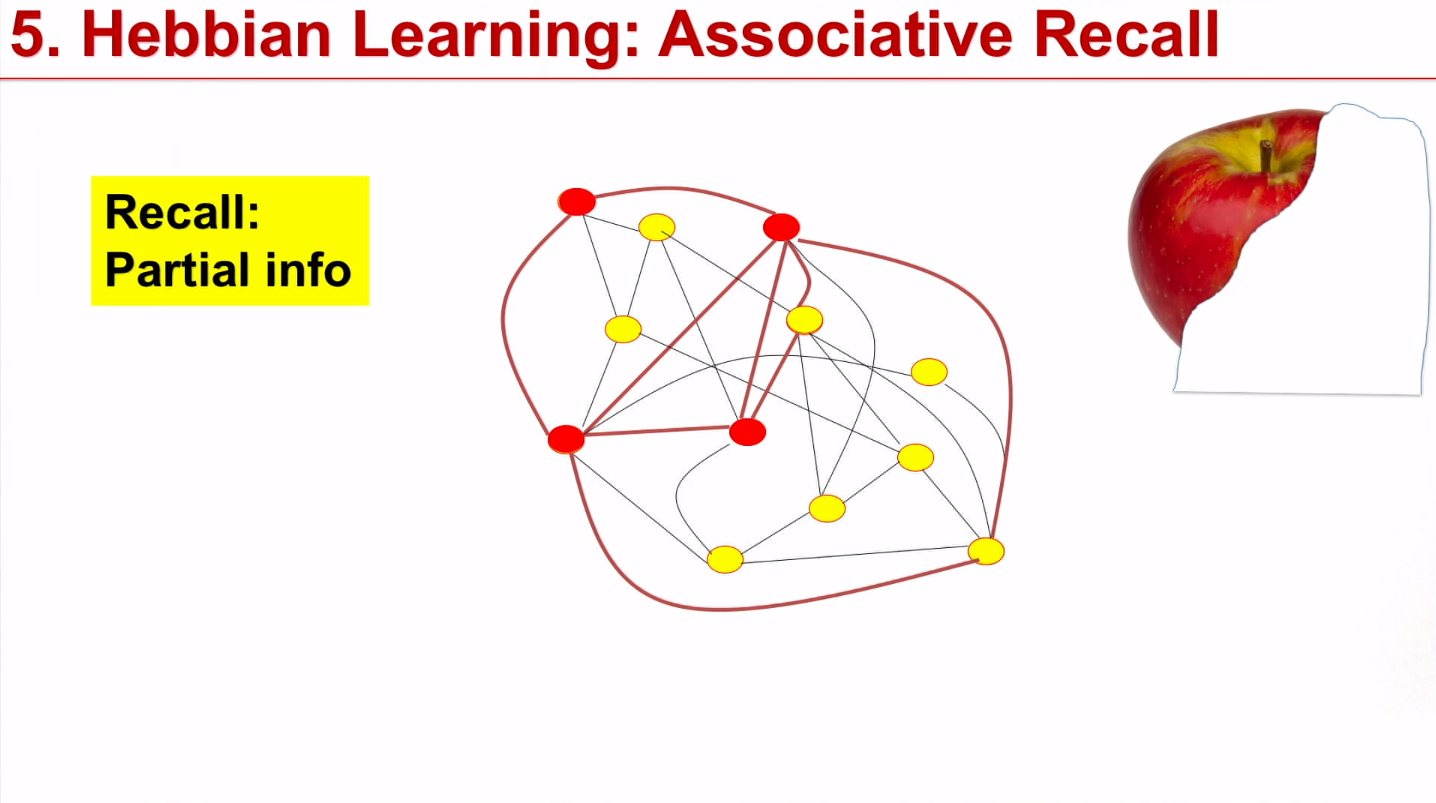 5. Hebbian Learning: Associative Recall
Recall:
Partial info